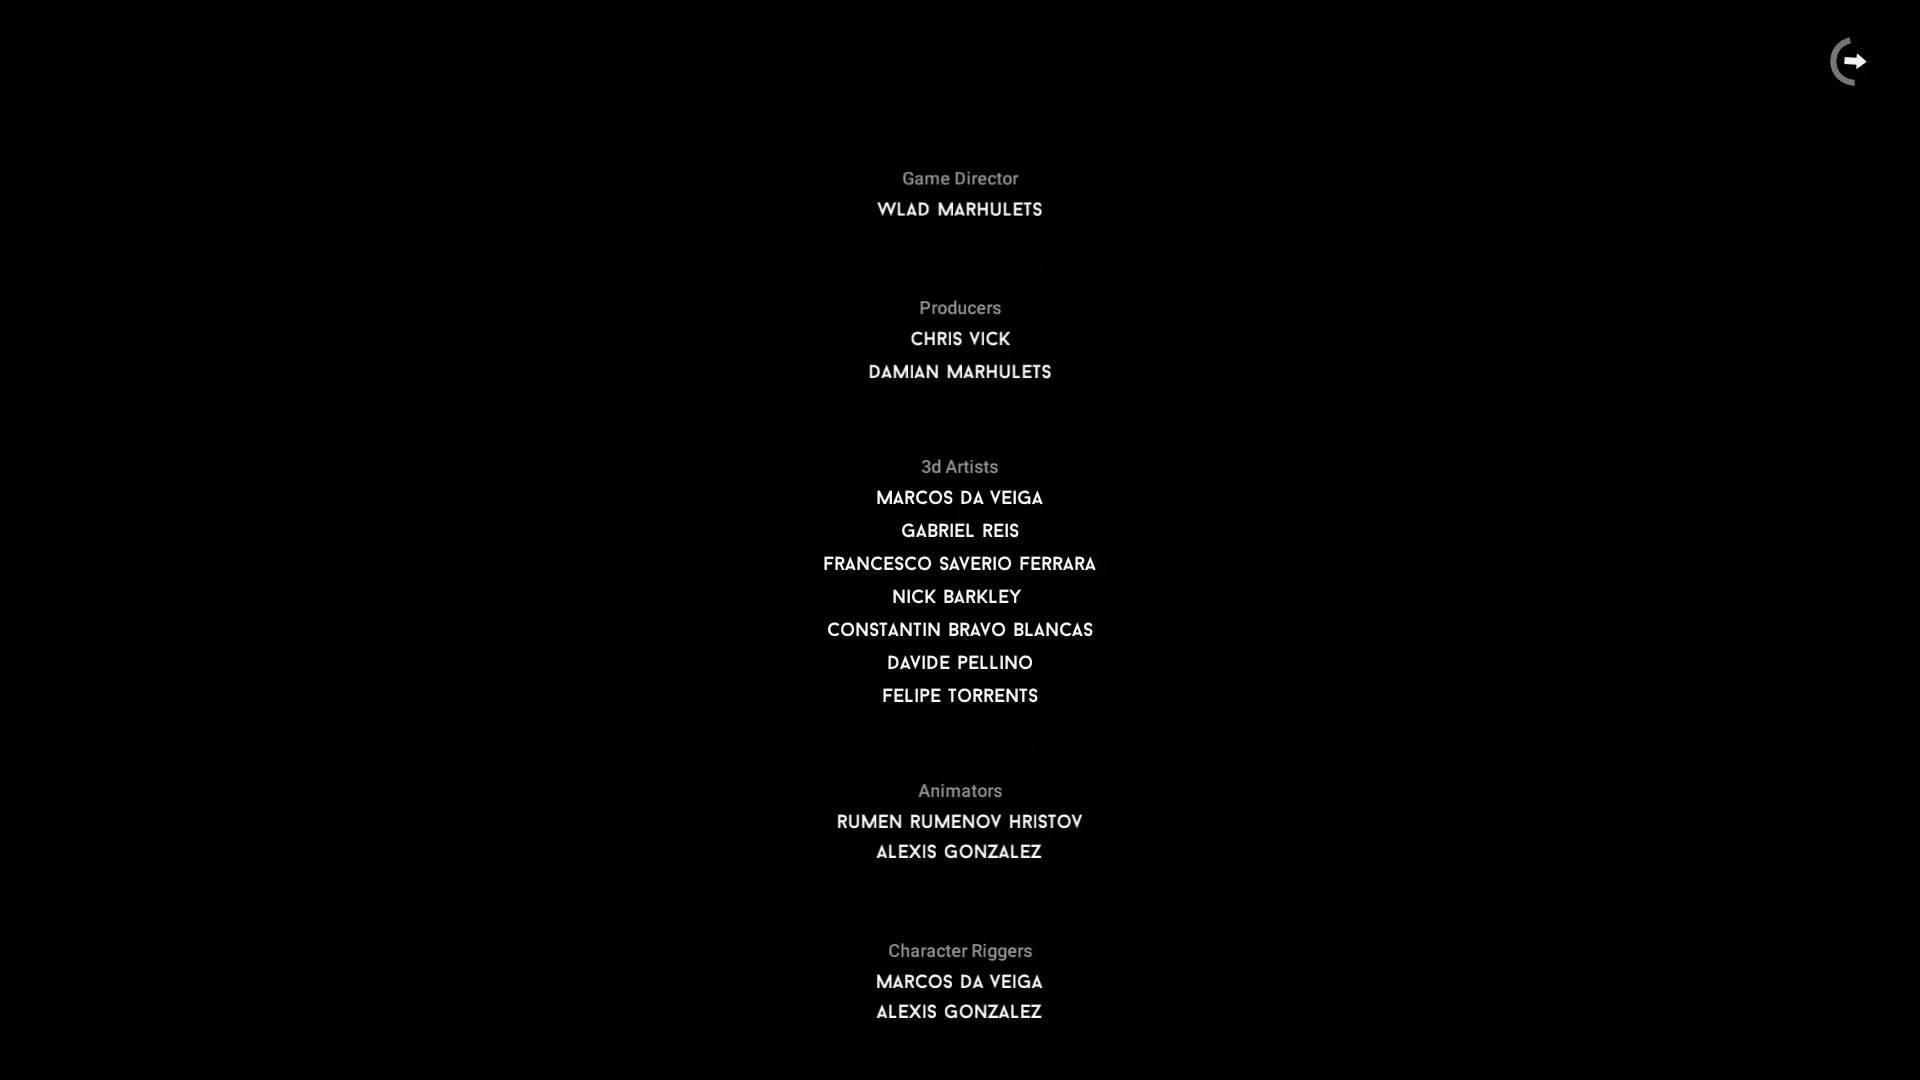 Game Director
WLAD MARHULETS
Producers
CHRIS VICK
DAMIAN MARHULETS
3d Artists
MARCOS DA VEIGA
GABRIEL REIS
FRANCESCO SAVERIO FERRARA
NICK BARKLEY
CONSTANTIN BRAVO BLANCAS
DAVIDE PELLINO
FELIPE TORRENTS
Animators
RUMEN RUMENOV HRISTOV
ALEXIS GONZALEZ
Character Riggers
MARCOS DA VEIGA
ALEXIS GONZALEZ